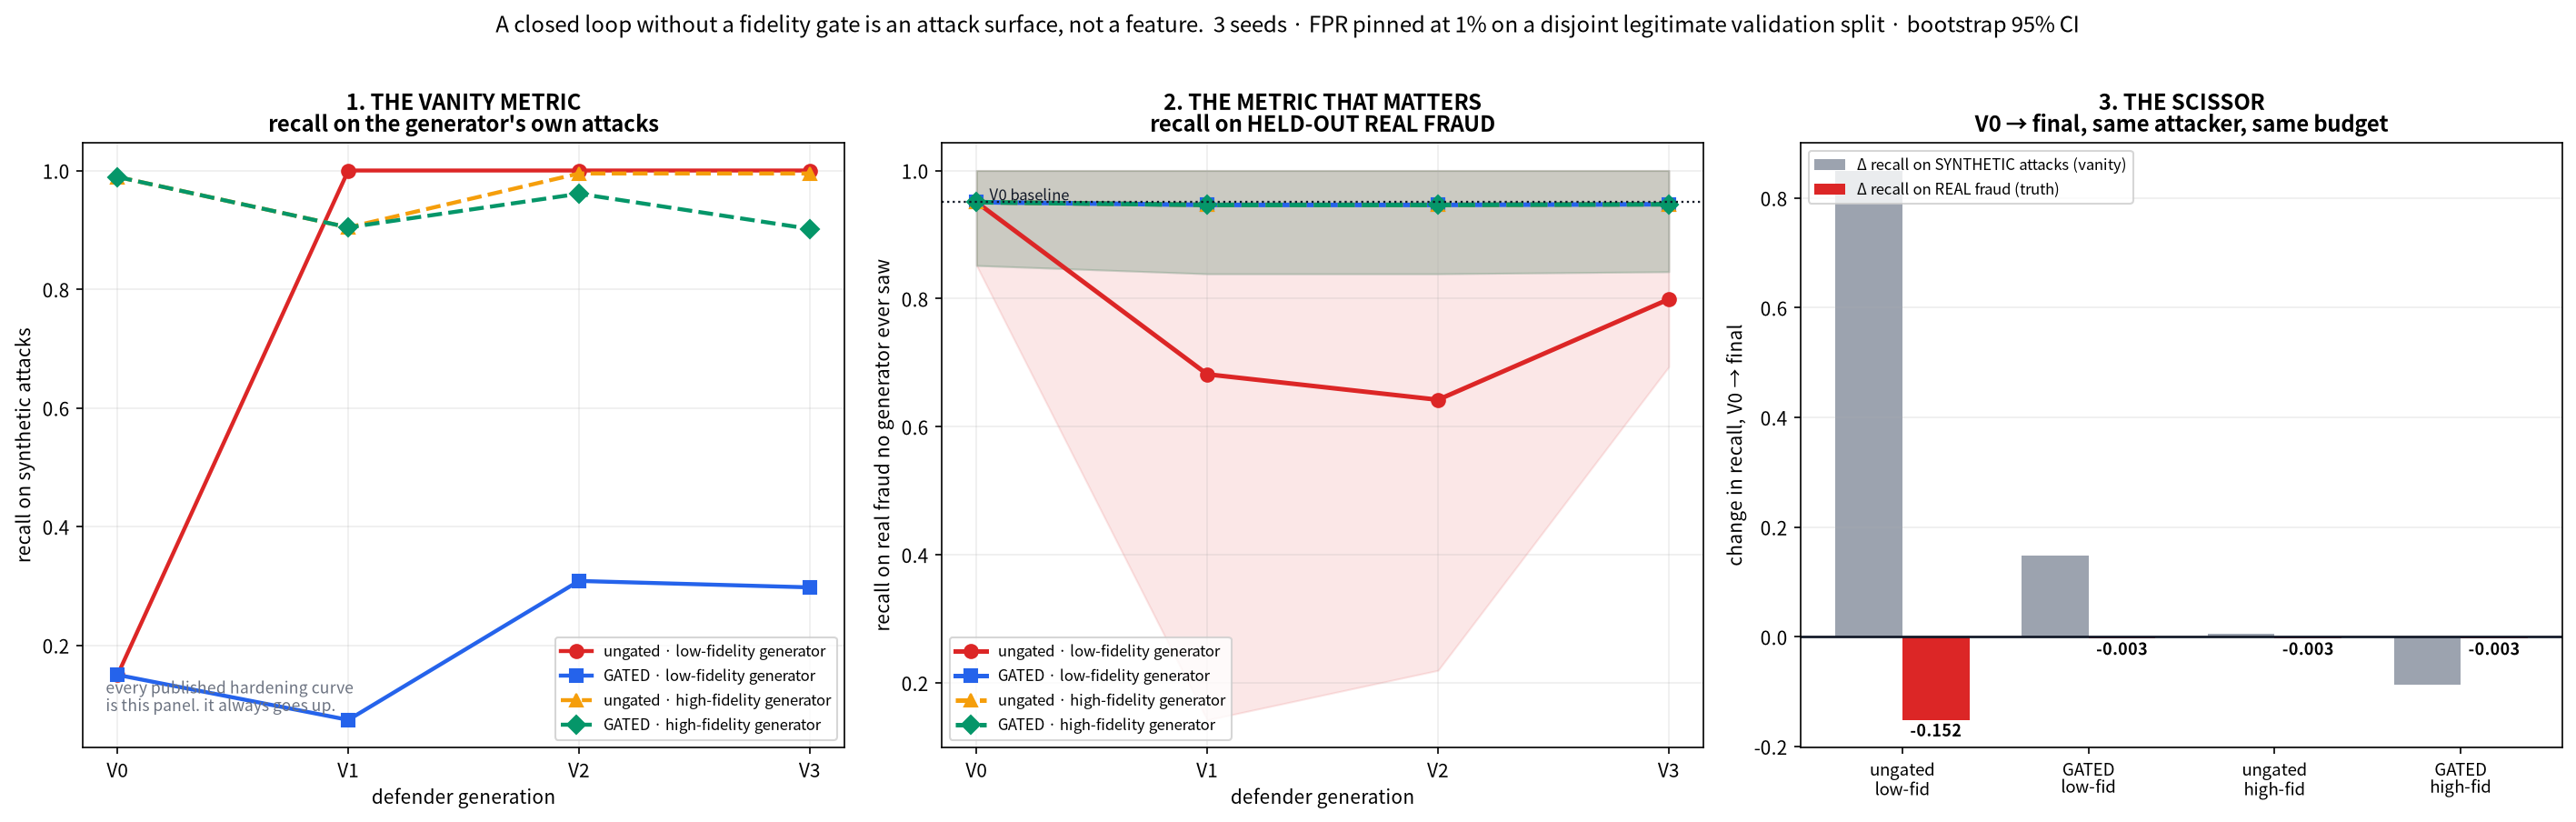 A closed loop without a fidelity gate is an attack surface, not a feature.  3 seeds · FPR pinned at 1% on a disjoint legitimate validation split · bootstrap 95% CI
1. THE VANITY METRIC
recall on the generator's own attacks
recall on synthetic attacks
1.0
0.8
0.6
0.4
0.2
every published hardening curve
is this panel. it always goes up.
ungated · low-fidelity generator
GATED · low-fidelity generator
ungated · high-fidelity generator
GATED · high-fidelity generator
V0
V1
V2
V3
defender generation
2. THE METRIC THAT MATTERS
recall on HELD-OUT REAL FRAUD
recall on real fraud no generator ever saw
1.0
0.8
0.6
0.4
0.2
V0 baseline
ungated · low-fidelity generator
GATED · low-fidelity generator
ungated · high-fidelity generator
GATED · high-fidelity generator
V0
V1
V2
V3
defender generation
3. THE SCISSOR
V0 → final, same attacker, same budget
change in recall, V0 → final
0.8
0.6
0.4
0.2
0.0
-0.2
Δ recall on SYNTHETIC attacks (vanity)
Δ recall on REAL fraud (truth)
-0.152
-0.003
-0.003
-0.003
ungated
low-fid
GATED
low-fid
ungated
high-fid
GATED
high-fid